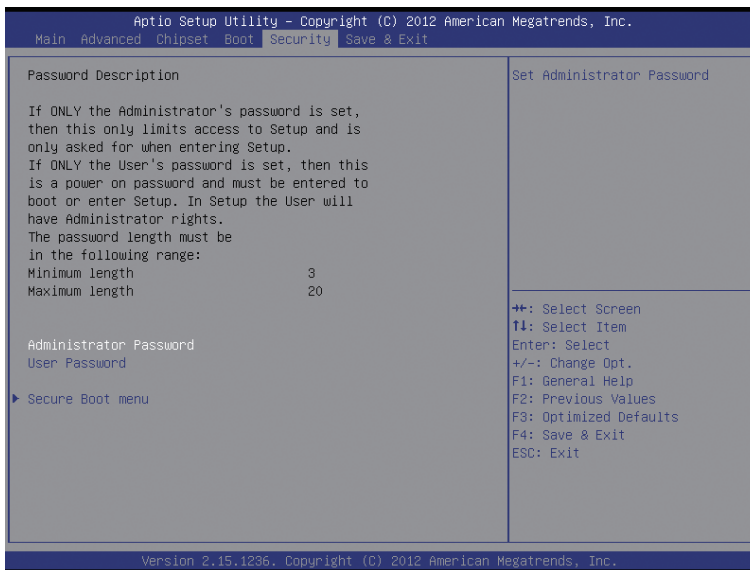 Aptio Setup Utility – Copyright (C) 2012 American Megatrends, Inc.
Main Advanced Chipset Boot Security Save & Exit
Password Description
If ONLY the Administrator's password is set,
then this only limits access to Setup and is
only asked for when entering Setup.
If ONLY the User's password is set, then this
is a power on password and must be entered to
boot or enter Setup. In Setup the User will
have Administrator rights.
The password length must be
in the following range:
Minimum length 3
Maximum length 20
Administrator Password
User Password
▶ Secure Boot menu
Set Administrator Password
→←: Select Screen
↑↓: Select Item
Enter: Select
+/-: Change Opt.
F1: General Help
F2: Previous Values
F3: Optimized Defaults
F4: Save & Exit
ESC: Exit
Version 2.15.1236. Copyright (C) 2012 American Megatrends, Inc.